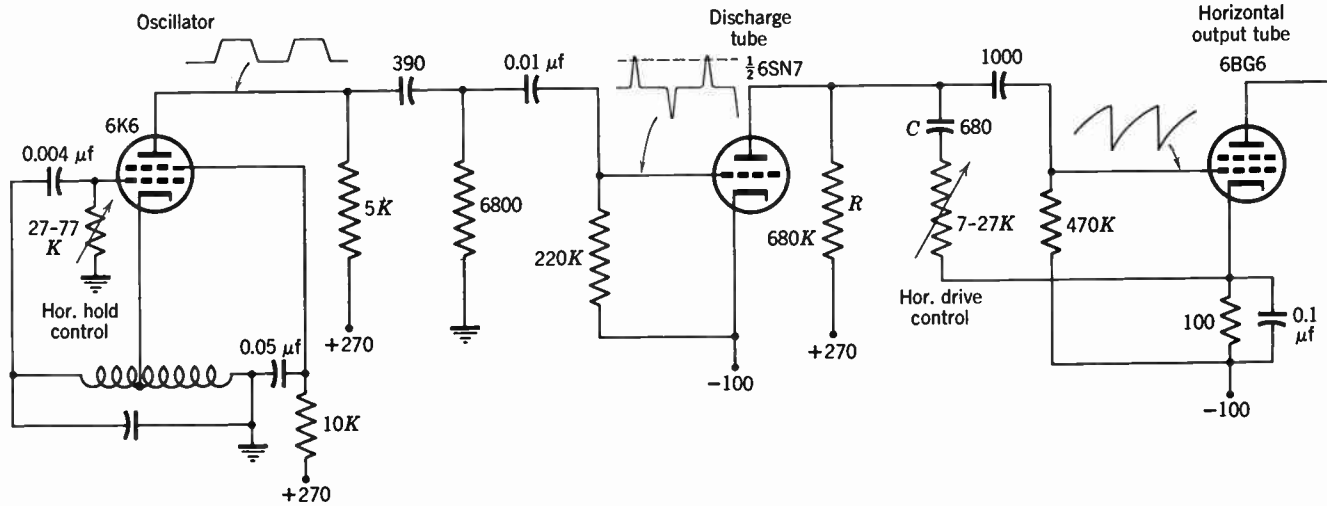 Oscillator
Discharge
tube
½6SN7
Horizontal
output tube
6BG6
390
0.01 μf
1000
6K6
0.004 μf
C
680
27-77
K
5K
6800
220K
R
680K
7-27K
470K
Hor. hold
control
Hor. drive
control
0.05 μf
+270
100
0.1
μf
+270
-100
-100
10K
+270